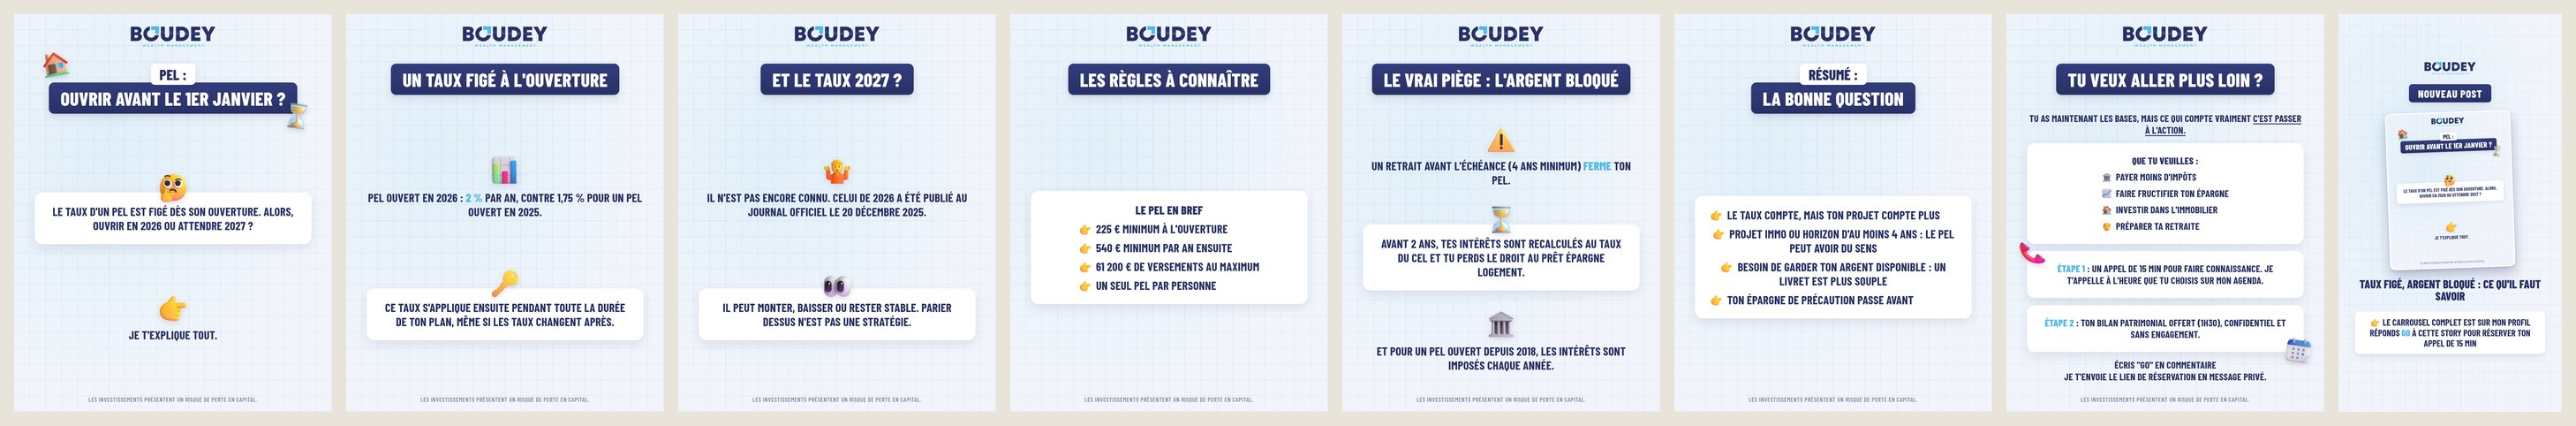 BOUDEY
WEALTH MANAGEMENT
PEL :
OUVRIR AVANT LE 1ER JANVIER ?
LE TAUX D'UN PEL EST FIGÉ DÈS SON OUVERTURE. ALORS,
OUVRIR EN 2026 OU ATTENDRE 2027 ?
JE T'EXPLIQUE TOUT.
LES INVESTISSEMENTS PRÉSENTENT UN RISQUE DE PERTE EN CAPITAL.
BOUDEY
WEALTH MANAGEMENT
UN TAUX FIGÉ À L'OUVERTURE
PEL OUVERT EN 2026 : 2 % PAR AN, CONTRE 1,75 % POUR UN PEL
OUVERT EN 2025.
CE TAUX S'APPLIQUE ENSUITE PENDANT TOUTE LA DURÉE
DE TON PLAN, MÊME SI LES TAUX CHANGENT APRÈS.
LES INVESTISSEMENTS PRÉSENTENT UN RISQUE DE PERTE EN CAPITAL.
BOUDEY
WEALTH MANAGEMENT
ET LE TAUX 2027 ?
IL N'EST PAS ENCORE CONNU. CELUI DE 2026 A ÉTÉ PUBLIÉ AU
JOURNAL OFFICIEL LE 20 DÉCEMBRE 2025.
IL PEUT MONTER, BAISSER OU RESTER STABLE. PARIER
DESSUS N'EST PAS UNE STRATÉGIE.
LES INVESTISSEMENTS PRÉSENTENT UN RISQUE DE PERTE EN CAPITAL.
BOUDEY
WEALTH MANAGEMENT
LES RÈGLES À CONNAÎTRE
LE PEL EN BREF
225 € MINIMUM À L'OUVERTURE
540 € MINIMUM PAR AN ENSUITE
61 200 € DE VERSEMENTS AU MAXIMUM
UN SEUL PEL PAR PERSONNE
LES INVESTISSEMENTS PRÉSENTENT UN RISQUE DE PERTE EN CAPITAL.
BOUDEY
WEALTH MANAGEMENT
LE VRAI PIÈGE : L'ARGENT BLOQUÉ
UN RETRAIT AVANT L'ÉCHÉANCE (4 ANS MINIMUM) FERME TON
PEL.
AVANT 2 ANS, TES INTÉRÊTS SONT RECALCULÉS AU TAUX
DU CEL ET TU PERDS LE DROIT AU PRÊT ÉPARGNE
LOGEMENT.
ET POUR UN PEL OUVERT DEPUIS 2018, LES INTÉRÊTS SONT
IMPOSÉS CHAQUE ANNÉE.
LES INVESTISSEMENTS PRÉSENTENT UN RISQUE DE PERTE EN CAPITAL.
BOUDEY
WEALTH MANAGEMENT
RÉSUMÉ :
LA BONNE QUESTION
LE TAUX COMPTE, MAIS TON PROJET COMPTE PLUS
PROJET IMMO OU HORIZON D'AU MOINS 4 ANS : LE PEL
PEUT AVOIR DU SENS
BESOIN DE GARDER TON ARGENT DISPONIBLE : UN
LIVRET EST PLUS SOUPLE
TON ÉPARGNE DE PRÉCAUTION PASSE AVANT
LES INVESTISSEMENTS PRÉSENTENT UN RISQUE DE PERTE EN CAPITAL.
BOUDEY
WEALTH MANAGEMENT
TU VEUX ALLER PLUS LOIN ?
TU AS MAINTENANT LES BASES, MAIS CE QUI COMPTE VRAIMENT C'EST PASSER
À L'ACTION.
QUE TU VEUILLES :
PAYER MOINS D'IMPÔTS
FAIRE FRUCTIFIER TON ÉPARGNE
INVESTIR DANS L'IMMOBILIER
PRÉPARER TA RETRAITE
ÉTAPE 1 : UN APPEL DE 15 MIN POUR FAIRE CONNAISSANCE. JE
T'APPELLE À L'HEURE QUE TU CHOISIS SUR MON AGENDA.
ÉTAPE 2 : TON BILAN PATRIMONIAL OFFERT (1H30), CONFIDENTIEL ET
SANS ENGAGEMENT.
ÉCRIS "GO" EN COMMENTAIRE
JE T'ENVOIE LE LIEN DE RÉSERVATION EN MESSAGE PRIVÉ.
LES INVESTISSEMENTS PRÉSENTENT UN RISQUE DE PERTE EN CAPITAL.
BOUDEY
NOUVEAU POST
BOUDEY
PEL :
OUVRIR AVANT LE 1ER JANVIER ?
LE TAUX D'UN PEL EST FIGÉ DÈS SON OUVERTURE. ALORS,
OUVRIR EN 2026 OU ATTENDRE 2027 ?
JE T'EXPLIQUE TOUT.
TAUX FIGÉ, ARGENT BLOQUÉ : CE QU'IL FAUT
SAVOIR
LE CARROUSEL COMPLET EST SUR MON PROFIL
RÉPONDS GO À CETTE STORY POUR RÉSERVER TON
APPEL DE 15 MIN